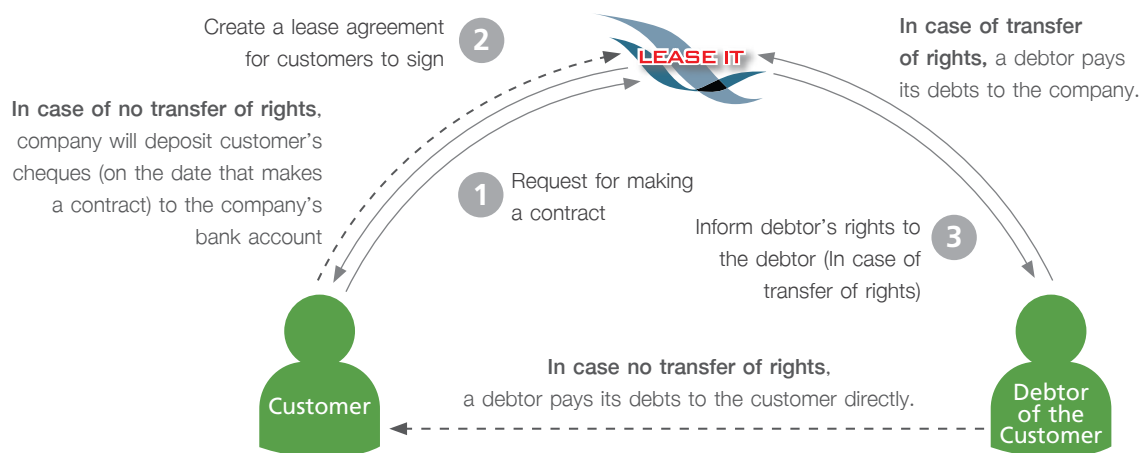 Create a lease agreement
for customers to sign
2
LEASE IT
In case of transfer
of rights, a debtor pays
its debts to the company.
In case of no transfer of rights,
company will deposit customer's
cheques (on the date that makes
a contract) to the company's
bank account
1
Request for making
a contract
Inform debtor's rights to
the debtor (In case of
transfer of rights)
3
In case no transfer of rights,
a debtor pays its debts to the customer directly.
Customer
Debtor
of the
Customer